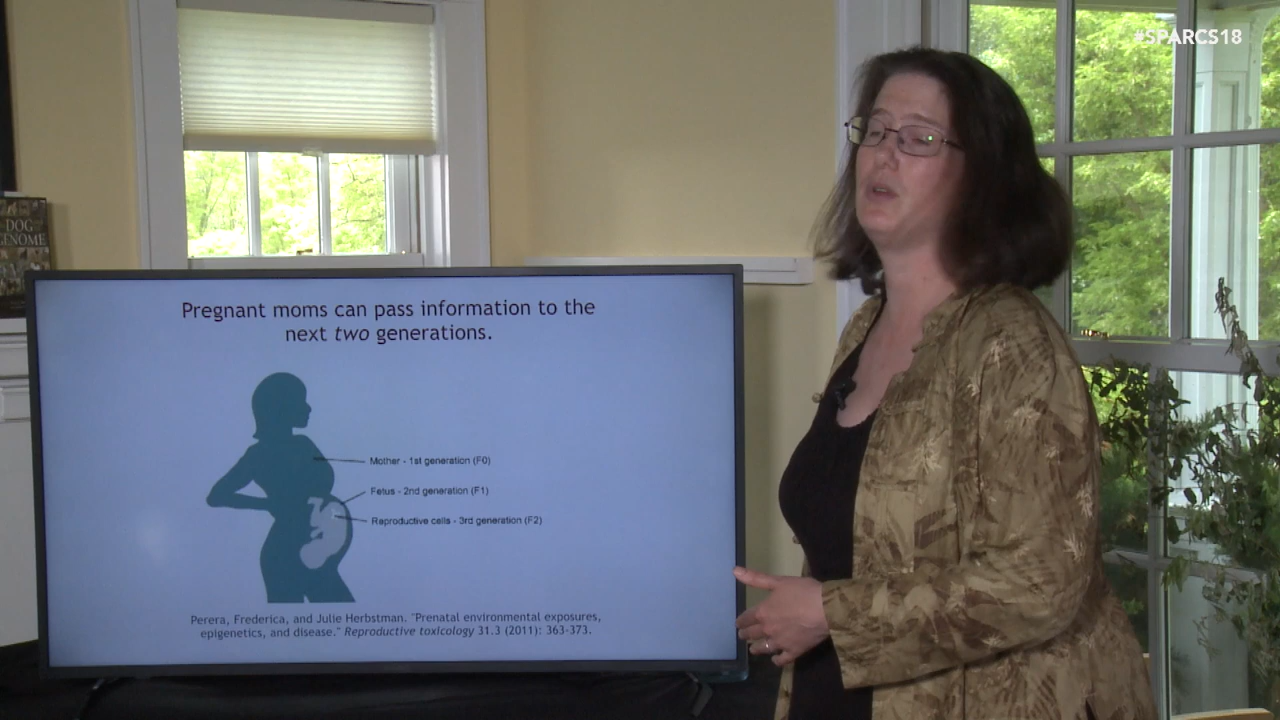 #SPARCS18
DOG
GENOME
Pregnant moms can pass information to the
next two generations.
Mother - 1st generation (F0)
Fetus - 2nd generation (F1)
Reproductive cells - 3rd generation (F2)
Perera, Frederica, and Julie Herbstman. "Prenatal environmental exposures,
epigenetics, and disease." Reproductive toxicology 31.3 (2011): 363-373.